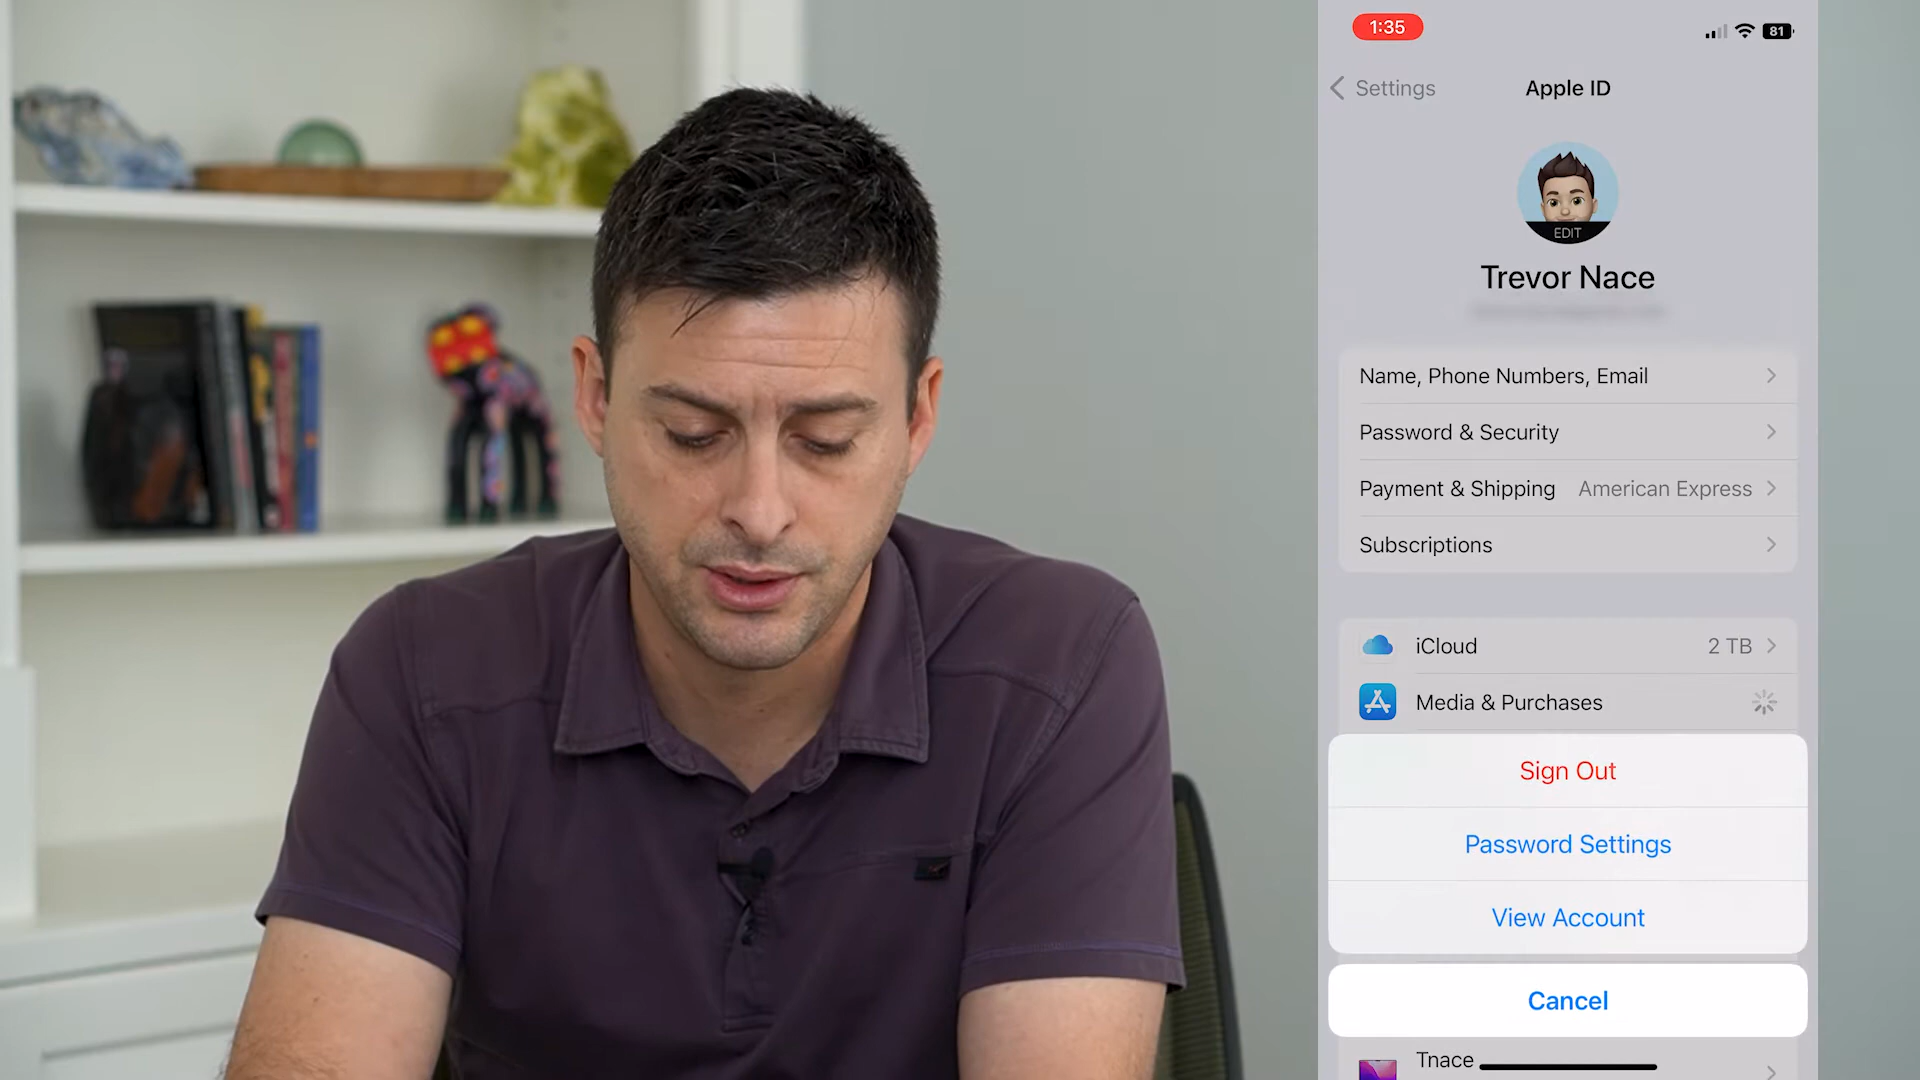 1:35
81
Settings
Apple ID
EDIT
Trevor Nace
Name, Phone Numbers, Email
Password & Security
Payment & Shipping American Express
Subscriptions
iCloud 2 TB
Media & Purchases
Sign Out
Password Settings
View Account
Cancel
Tnace